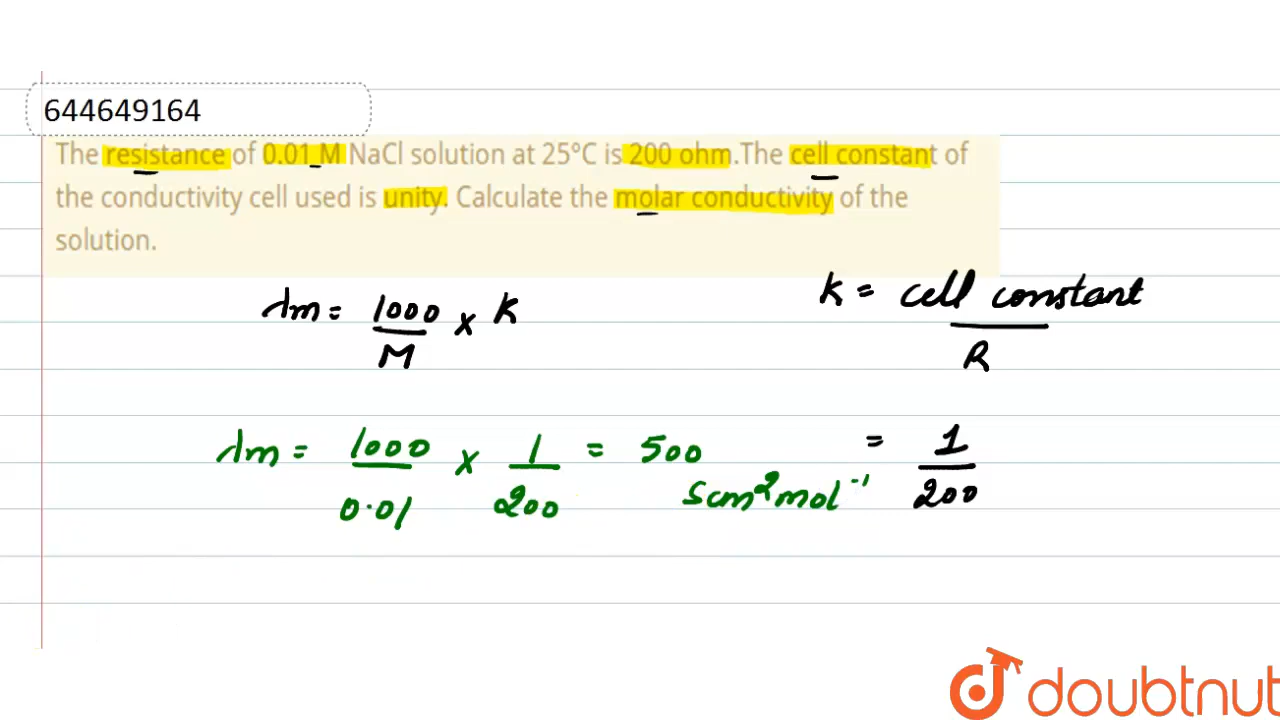 644649164
The resistance of 0.01 M NaCl solution at 25°C is 200 ohm.The cell constant of
the conductivity cell used is unity. Calculate the molar conductivity of the
solution.
λm = 1000/M × K
K = cell constant/R
λm = 1000/0.01 × 1/200 = 500
Scm²mol⁻¹
= 1/200
doubtnut